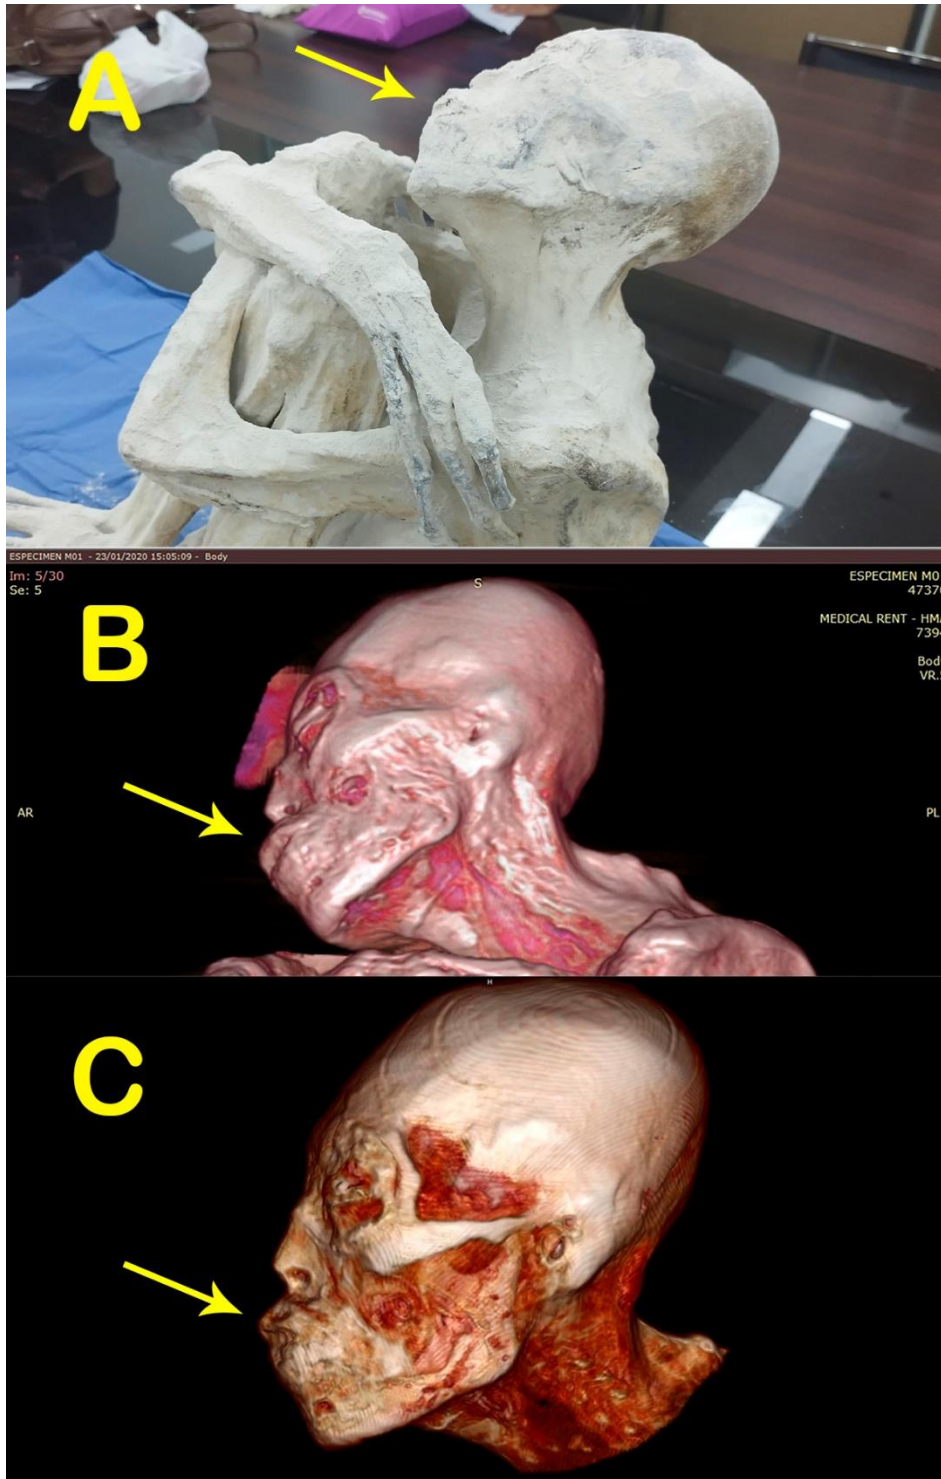 A
ESPECIMEN M01 - 23/01/2020 15:05:09 - Body
Im: 5/30
Se: 5
S
ESPECIMEN M0
4737
MEDICAL RENT - HM
739
Bod
VR.
B
AR
PL
H
C